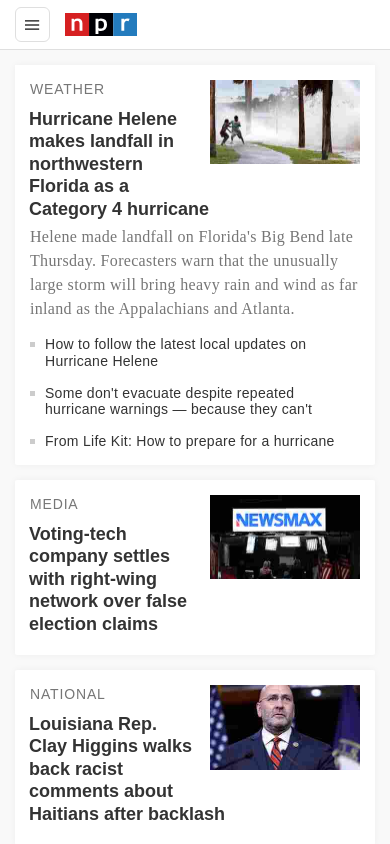 npr
WEATHER
Hurricane Helene
makes landfall in
northwestern
Florida as a
Category 4 hurricane
Helene made landfall on Florida's Big Bend late
Thursday. Forecasters warn that the unusually
large storm will bring heavy rain and wind as far
inland as the Appalachians and Atlanta.
How to follow the latest local updates on
Hurricane Helene
Some don't evacuate despite repeated
hurricane warnings — because they can't
From Life Kit: How to prepare for a hurricane
MEDIA
Voting-tech
company settles
with right-wing
network over false
election claims
NEWSMAX
NATIONAL
Louisiana Rep.
Clay Higgins walks
back racist
comments about
Haitians after backlash